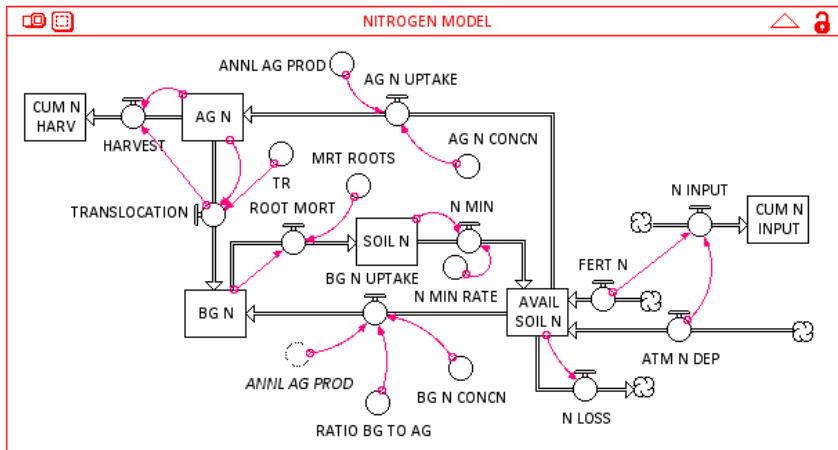 NITROGEN MODEL
ANNL AG PROD
AG N UPTAKE
CUM N
HARV
AG N
HARVEST
AG N CONCN
MRT ROOTS
TR
N INPUT
TRANSLOCATION
ROOT MORT
N MIN
CUM N
INPUT
SOIL N
FERT N
BG N UPTAKE
N MIN RATE
BG N
AVAIL
SOIL N
ATM N DEP
ANNL AG PROD
BG N CONCN
N LOSS
RATIO BG TO AG